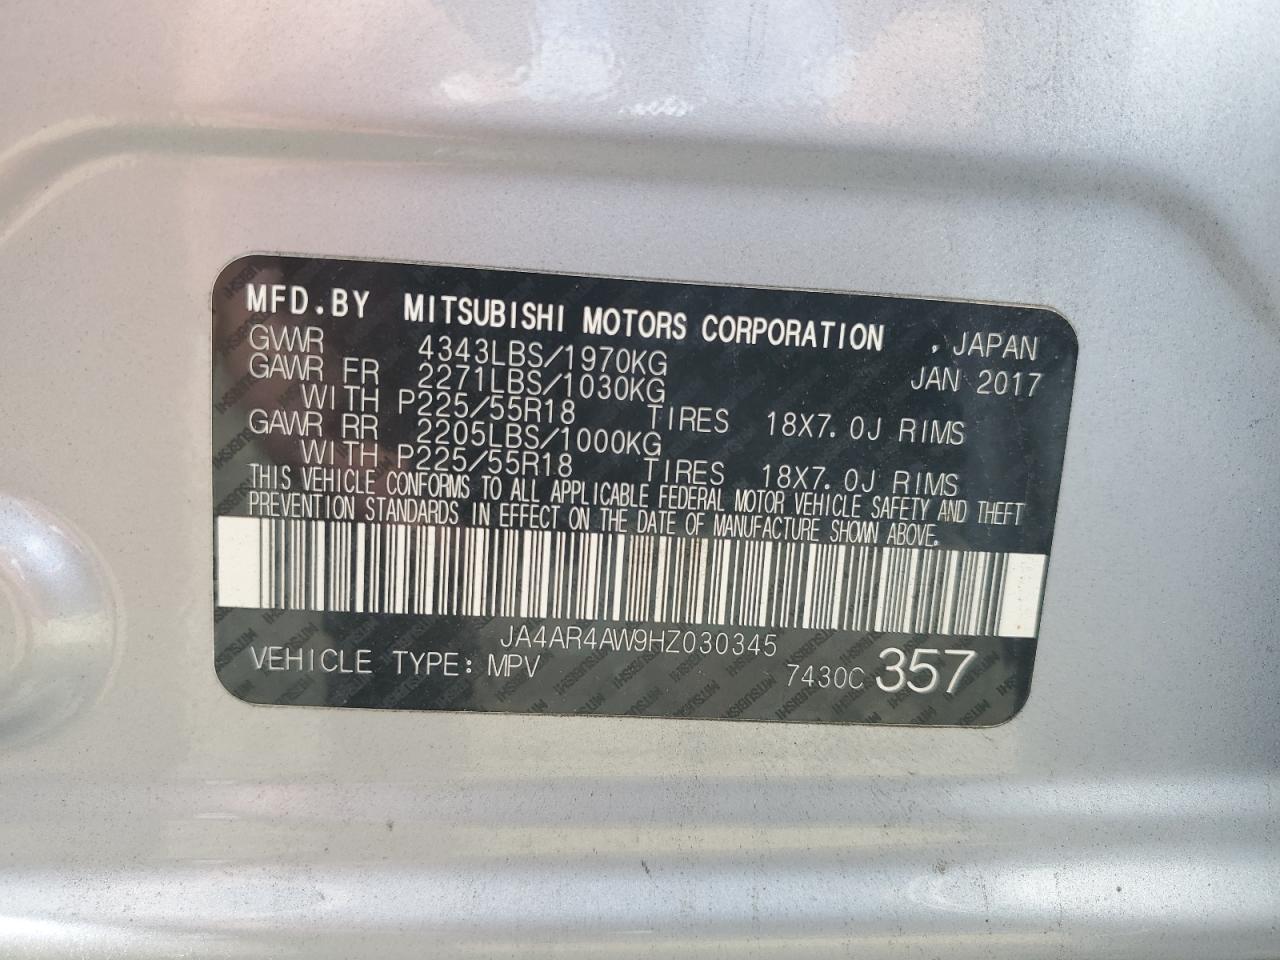 MFD.BY MITSUBISHI MOTORS CORPORATION , JAPAN
GVWR 4343LBS/1970KG JAN 2017
GAWR FR 2271LBS/1030KG
WITH P225/55R18 TIRES 18X7.0J RIMS
GAWR RR 2205LBS/1000KG
WITH P225/55R18 TIRES 18X7.0J RIMS
THIS VEHICLE CONFORMS TO ALL APPLICABLE FEDERAL MOTOR VEHICLE SAFETY AND THEFT
PREVENTION STANDARDS IN EFFECT ON THE DATE OF MANUFACTURE SHOWN ABOVE.
JA4AR4AW9HZ030345
VEHICLE TYPE: MPV 7430C 357